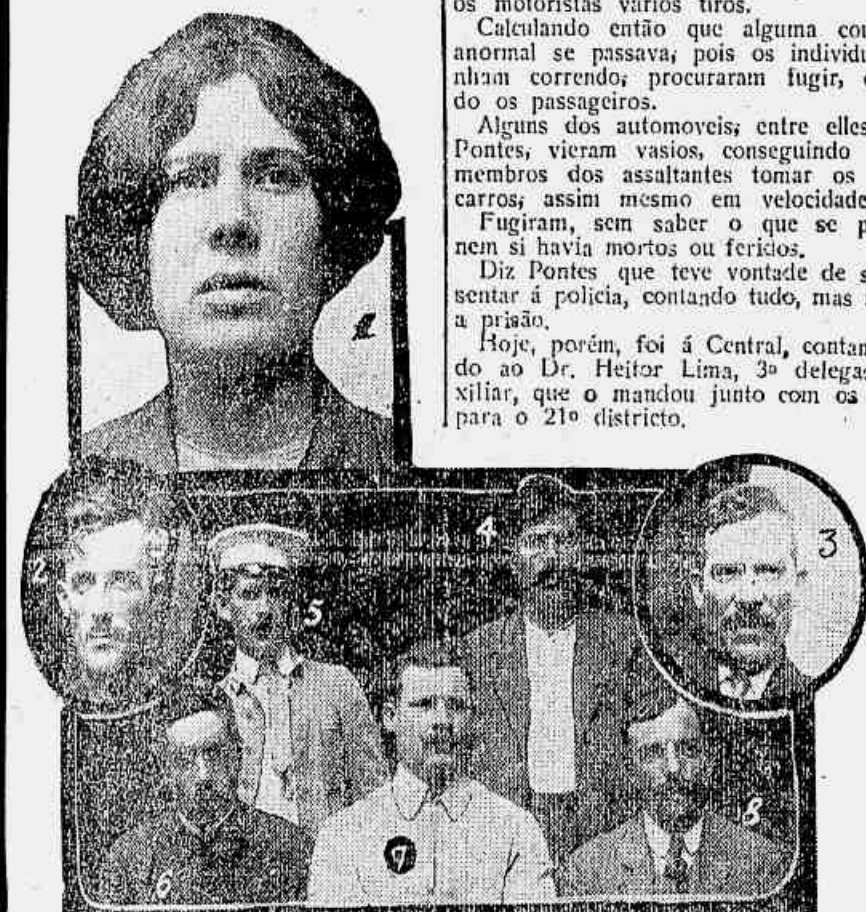 os motoristas varios tiros.
Calculando então que alguma cou
anormal se passava, pois os individu
nham correndo, procuraram fugir,
do os passageiros.
Alguns dos automoveis; entre elles
Pontes, vieram vasios, conseguindo
membros dos assaltantes tomar os
carros, assim mesmo em velocidade
Fugiram, sem saber o que se p
nem si havia mortos ou feridos.
Diz Pontes que teve vontade de s
sentar á policia, contando tudo, mas
a prisão.
Hoje, porém, foi á Central, contan
do ao Dr. Heitor Lima, 3º delega
xiliar, que o mandou junto com os
para o 21º districto.
1
2
5
4
3
6
7
8